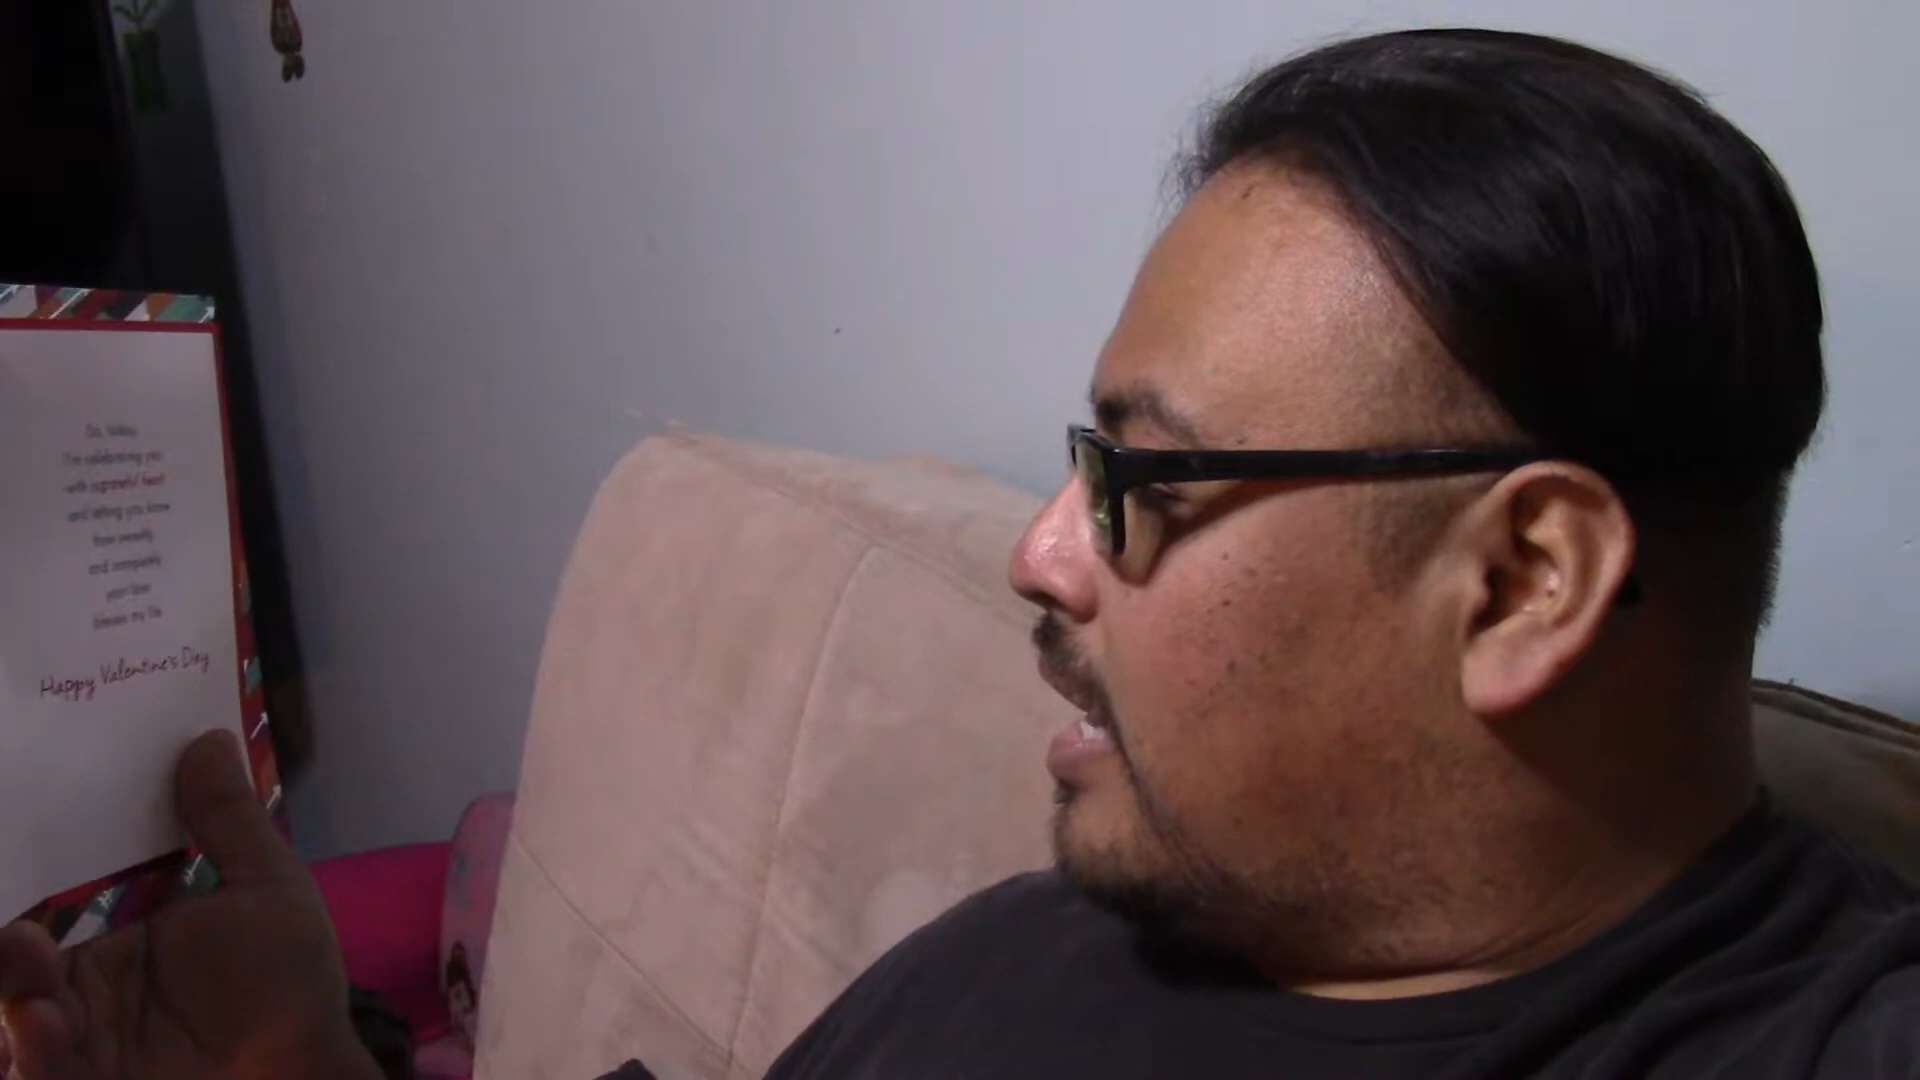 I'm celebrating you
with a grateful heart
and letting you know
how sweetly
and completely
your love
blesses my life
Happy Valentine's Day